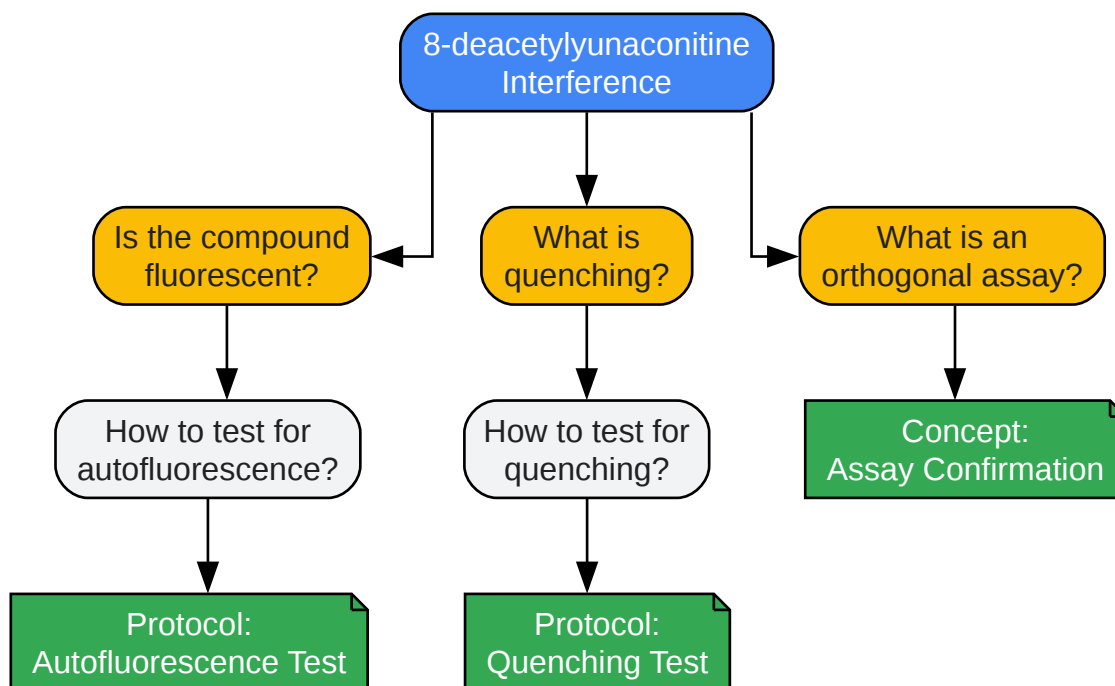 8-deacetylyunaconitine
Interference
Is the compound
fluorescent?
What is
quenching?
What is an
orthogonal assay?
How to test for
autofluorescence?
How to test for
quenching?
Concept:
Assay Confirmation
Protocol:
Autofluorescence Test
Protocol:
Quenching Test